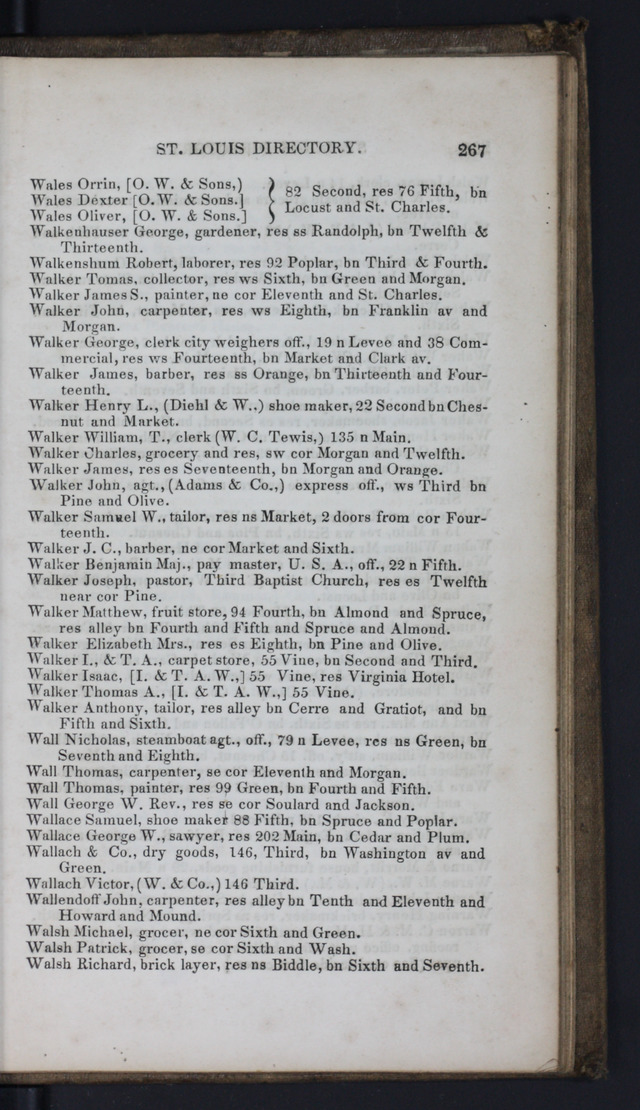 ST. LOUIS DIRECTORY. 267
Wales Orrin, [O. W. & Sons,)
Wales Dexter [O. W. & Sons.]
Wales Oliver, [O. W. & Sons.]
82 Second, res 76 Fifth, bn
Locust and St. Charles.
Walkenhauser George, gardener, res ss Randolph, bn Twelfth &
Thirteenth.
Walkenshum Robert, laborer, res 92 Poplar, bn Third & Fourth.
Walker Tomas, collector, res ws Sixth, bn Green and Morgan.
Walker James S., painter, ne cor Eleventh and St. Charles.
Walker John, carpenter, res ws Eighth, bn Franklin av and
Morgan.
Walker George, clerk city weighers off., 19 n Levee and 38 Com-
mercial, res ws Fourteenth, bn Market and Clark av.
Walker James, barber, res ss Orange, bn Thirteenth and Four-
teenth.
Walker Henry L., (Diehl & W.,) shoe maker, 22 Second bn Ches-
nut and Market.
Walker William, T., clerk (W. C. Tewis,) 135 n Main.
Walker Charles, grocery and res, sw cor Morgan and Twelfth.
Walker James, res es Seventeenth, bn Morgan and Orange.
Walker John, agt., (Adams & Co.,) express off., ws Third bn
Pine and Olive.
Walker Samuel W., tailor, res ns Market, 2 doors from cor Four-
teenth.
Walker J. C., barber, ne cor Market and Sixth.
Walker Benjamin Maj., pay master, U. S. A., off., 22 n Fifth.
Walker Joseph, pastor, Third Baptist Church, res es Twelfth
near cor Pine.
Walker Matthew, fruit store, 94 Fourth, bn Almond and Spruce,
res alley bn Fourth and Fifth and Spruce and Almond.
Walker Elizabeth Mrs., res es Eighth, bn Pine and Olive.
Walker I., & T. A., carpet store, 55 Vine, bn Second and Third.
Walker Isaac, [I. & T. A. W.,] 55 Vine, res Virginia Hotel.
Walker Thomas A., [I. & T. A. W.,] 55 Vine.
Walker Anthony, tailor, res alley bn Cerre and Gratiot, and bn
Fifth and Sixth.
Wall Nicholas, steamboat agt., off., 79 n Levee, res ns Green, bn
Seventh and Eighth.
Wall Thomas, carpenter, se cor Eleventh and Morgan.
Wall Thomas, painter, res 99 Green, bn Fourth and Fifth.
Wall George W. Rev., res se cor Soulard and Jackson.
Wallace Samuel, shoe maker 88 Fifth, bn Spruce and Poplar.
Wallace George W., sawyer, res 202 Main, bn Cedar and Plum.
Wallach & Co., dry goods, 146, Third, bn Washington av and
Green.
Wallach Victor, (W. & Co.,) 146 Third.
Wallendoff John, carpenter, res alley bn Tenth and Eleventh and
Howard and Mound.
Walsh Michael, grocer, ne cor Sixth and Green.
Walsh Patrick, grocer, se cor Sixth and Wash.
Walsh Richard, brick layer, res ns Biddle, bn Sixth and Seventh.